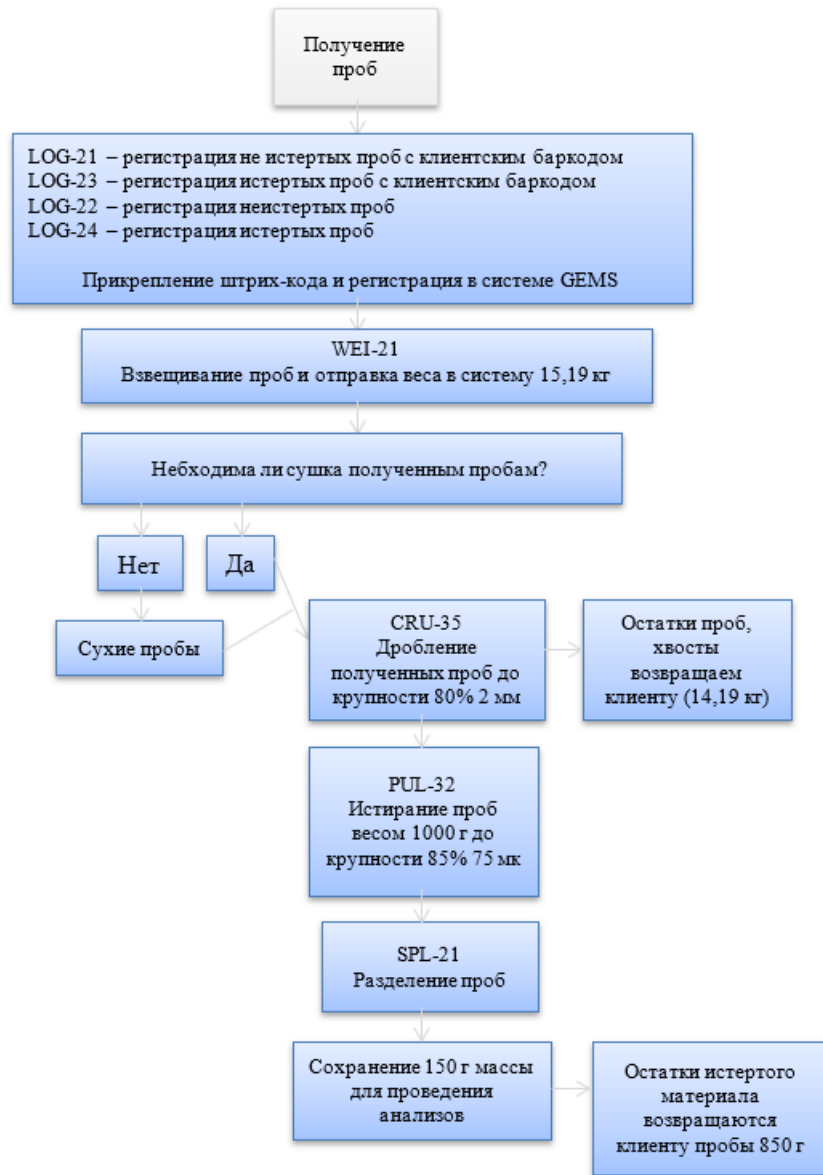 Получение
проб
LOG-21 – регистрация не истертых проб с клиентским баркодом
LOG-23 – регистрация истертых проб с клиентским баркодом
LOG-22 – регистрация неистертых проб
LOG-24 – регистрация истертых проб
Прикрепление штрих-кода и регистрация в системе GEMS
WEI-21
Взвещивание проб и отправка веса в систему 15,19 кг
Небходима ли сушка полученным пробам?
Нет
Да
Сухие пробы
CRU-35
Дробление
полученных проб до
крупности 80% 2 мм
Остатки проб,
хвосты
возвращаем
клиенту (14,19 кг)
PUL-32
Истирание проб
весом 1000 г до
крупности 85% 75 мк
SPL-21
Разделение проб
Сохранение 150 г массы
для проведения
анализов
Остатки истертого
материала
возвращаются
клиенту пробы 850 г